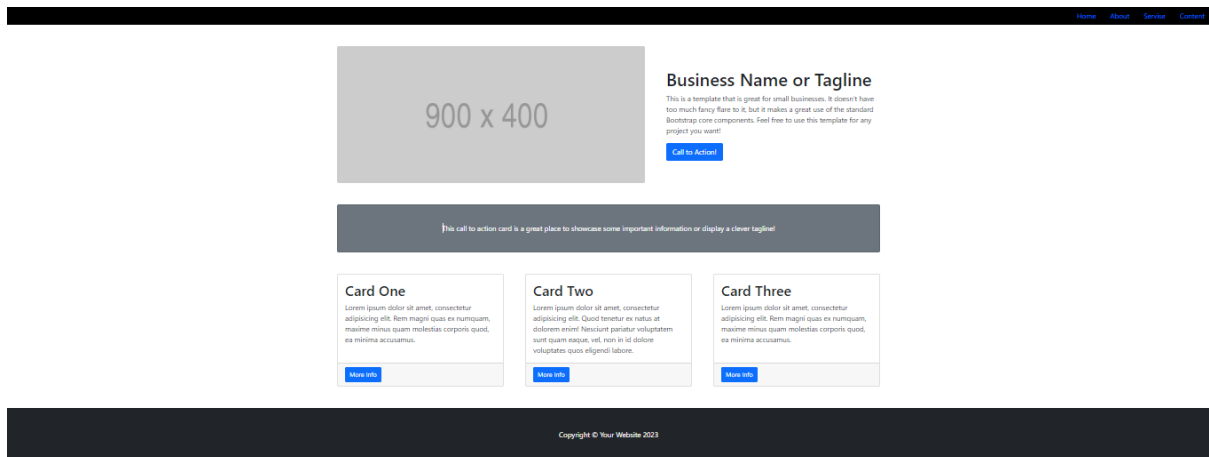 Home About Servise Content
900 x 400
Business Name or Tagline
This is a template that is great for small businesses. It doesn't have
too much fancy flare to it, but it makes a great use of the standard
Bootstrap core components. Feel free to use this template for any
project you want!
Call to Action!
This call to action card is a great place to showcase some important information or display a clever tagline!
Card One
Lorem ipsum dolor sit amet, consectetur
adipisicing elit. Rem magni quas ex numquam,
maxime minus quam molestias corporis quod,
ea minima accusamus.
More Info
Card Two
Lorem ipsum dolor sit amet, consectetur
adipisicing elit. Quod tenetur ex natus at
dolorem enim! Nesciunt pariatur voluptatem
sunt quam eaque, vel, non in id dolore
voluptates quos eligendi labore.
More Info
Card Three
Lorem ipsum dolor sit amet, consectetur
adipisicing elit. Rem magni quas ex numquam,
maxime minus quam molestias corporis quod,
ea minima accusamus.
More Info
Copyright © Your Website 2023